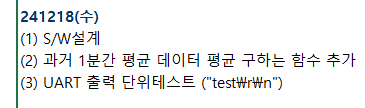 241218(수)
(1) S/W설계
(2) 과거 1분간 평균 데이터 평균 구하는 함수 추가
(3) UART 출력 단위테스트 ("test₩r₩n")